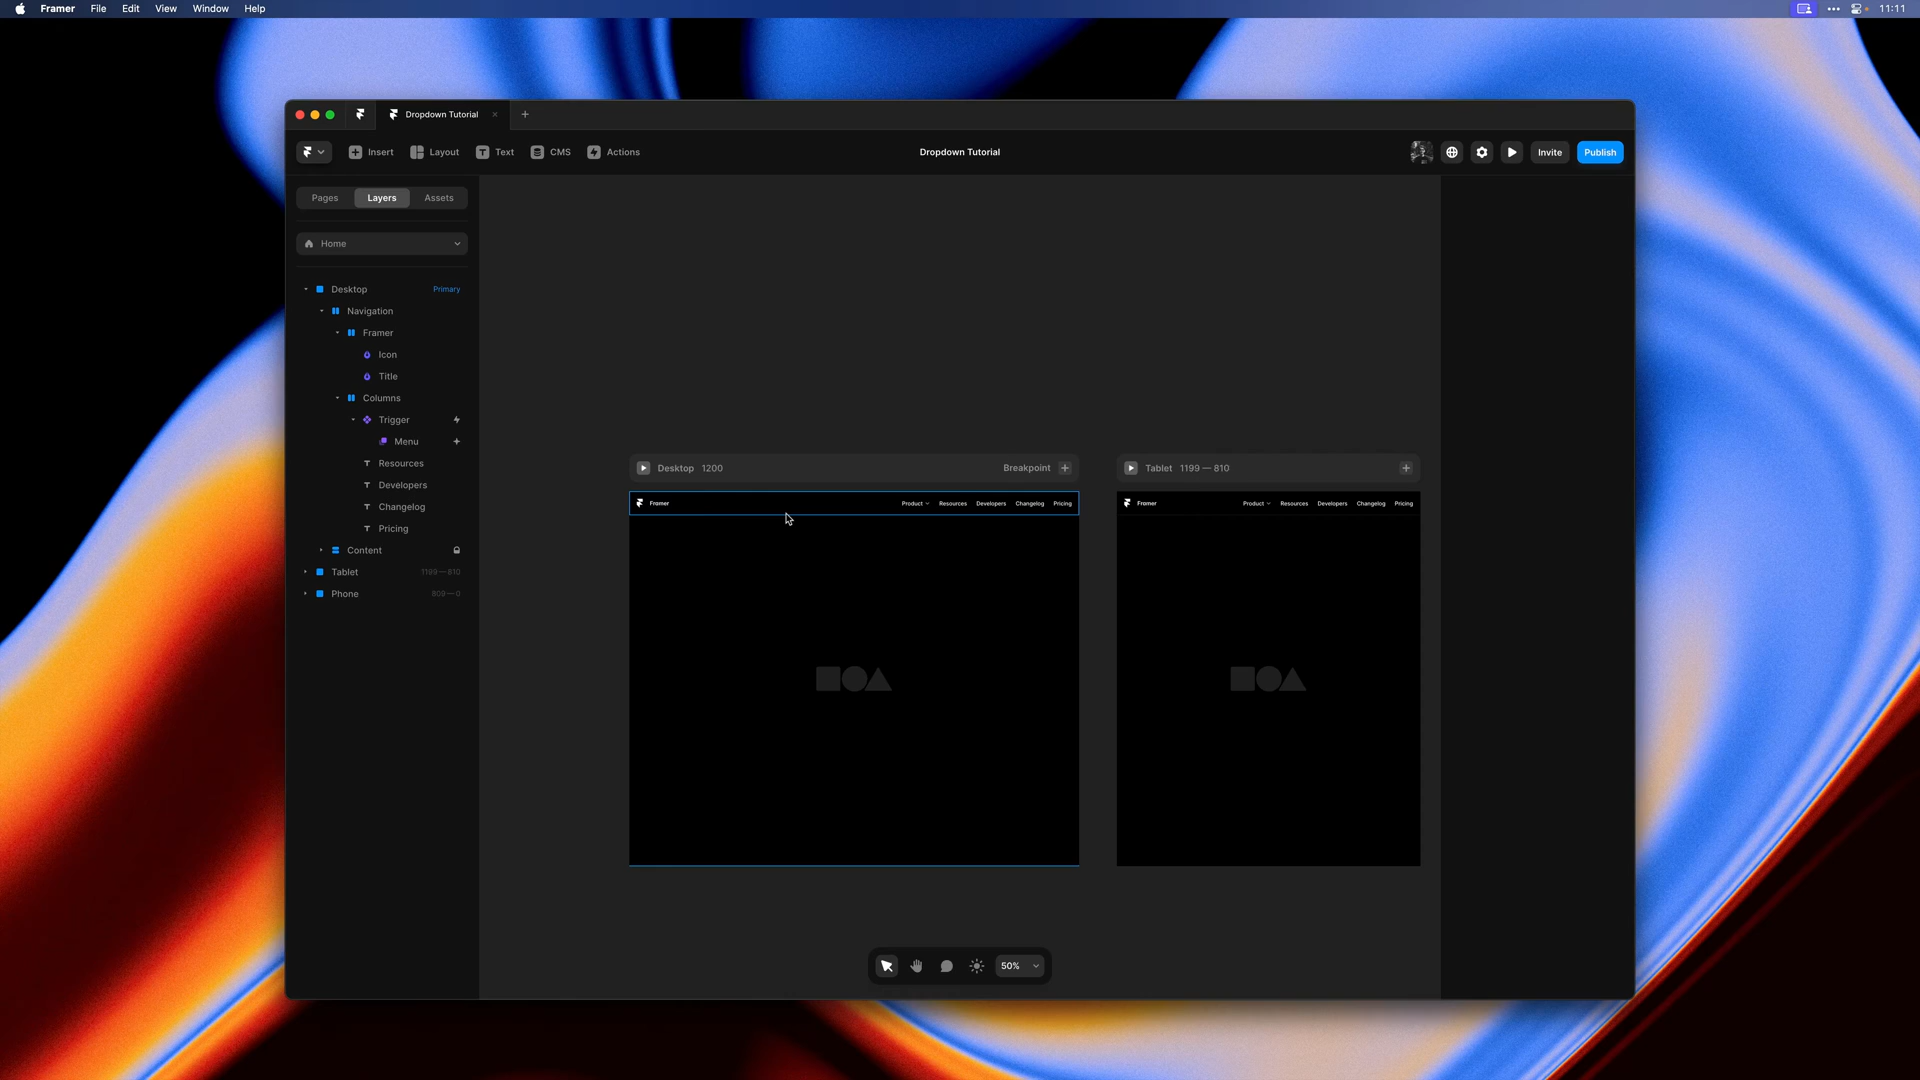 Framer File Edit View Window Help 11:11
Dropdown Tutorial
Insert Layout Text CMS Actions
Dropdown Tutorial
Invite Publish
Pages Layers Assets
Home
Desktop Primary
Navigation
Framer
Icon
Title
Columns
Trigger
Menu
Resources
Developers
Changelog
Pricing
Content
Tablet 1199 — 810
Phone 809 — 0
Desktop 1200 Breakpoint
Framer Product Resources Developers Changelog Pricing
Tablet 1199 — 810
Framer Product Resources Developers Changelog Pricing
50%